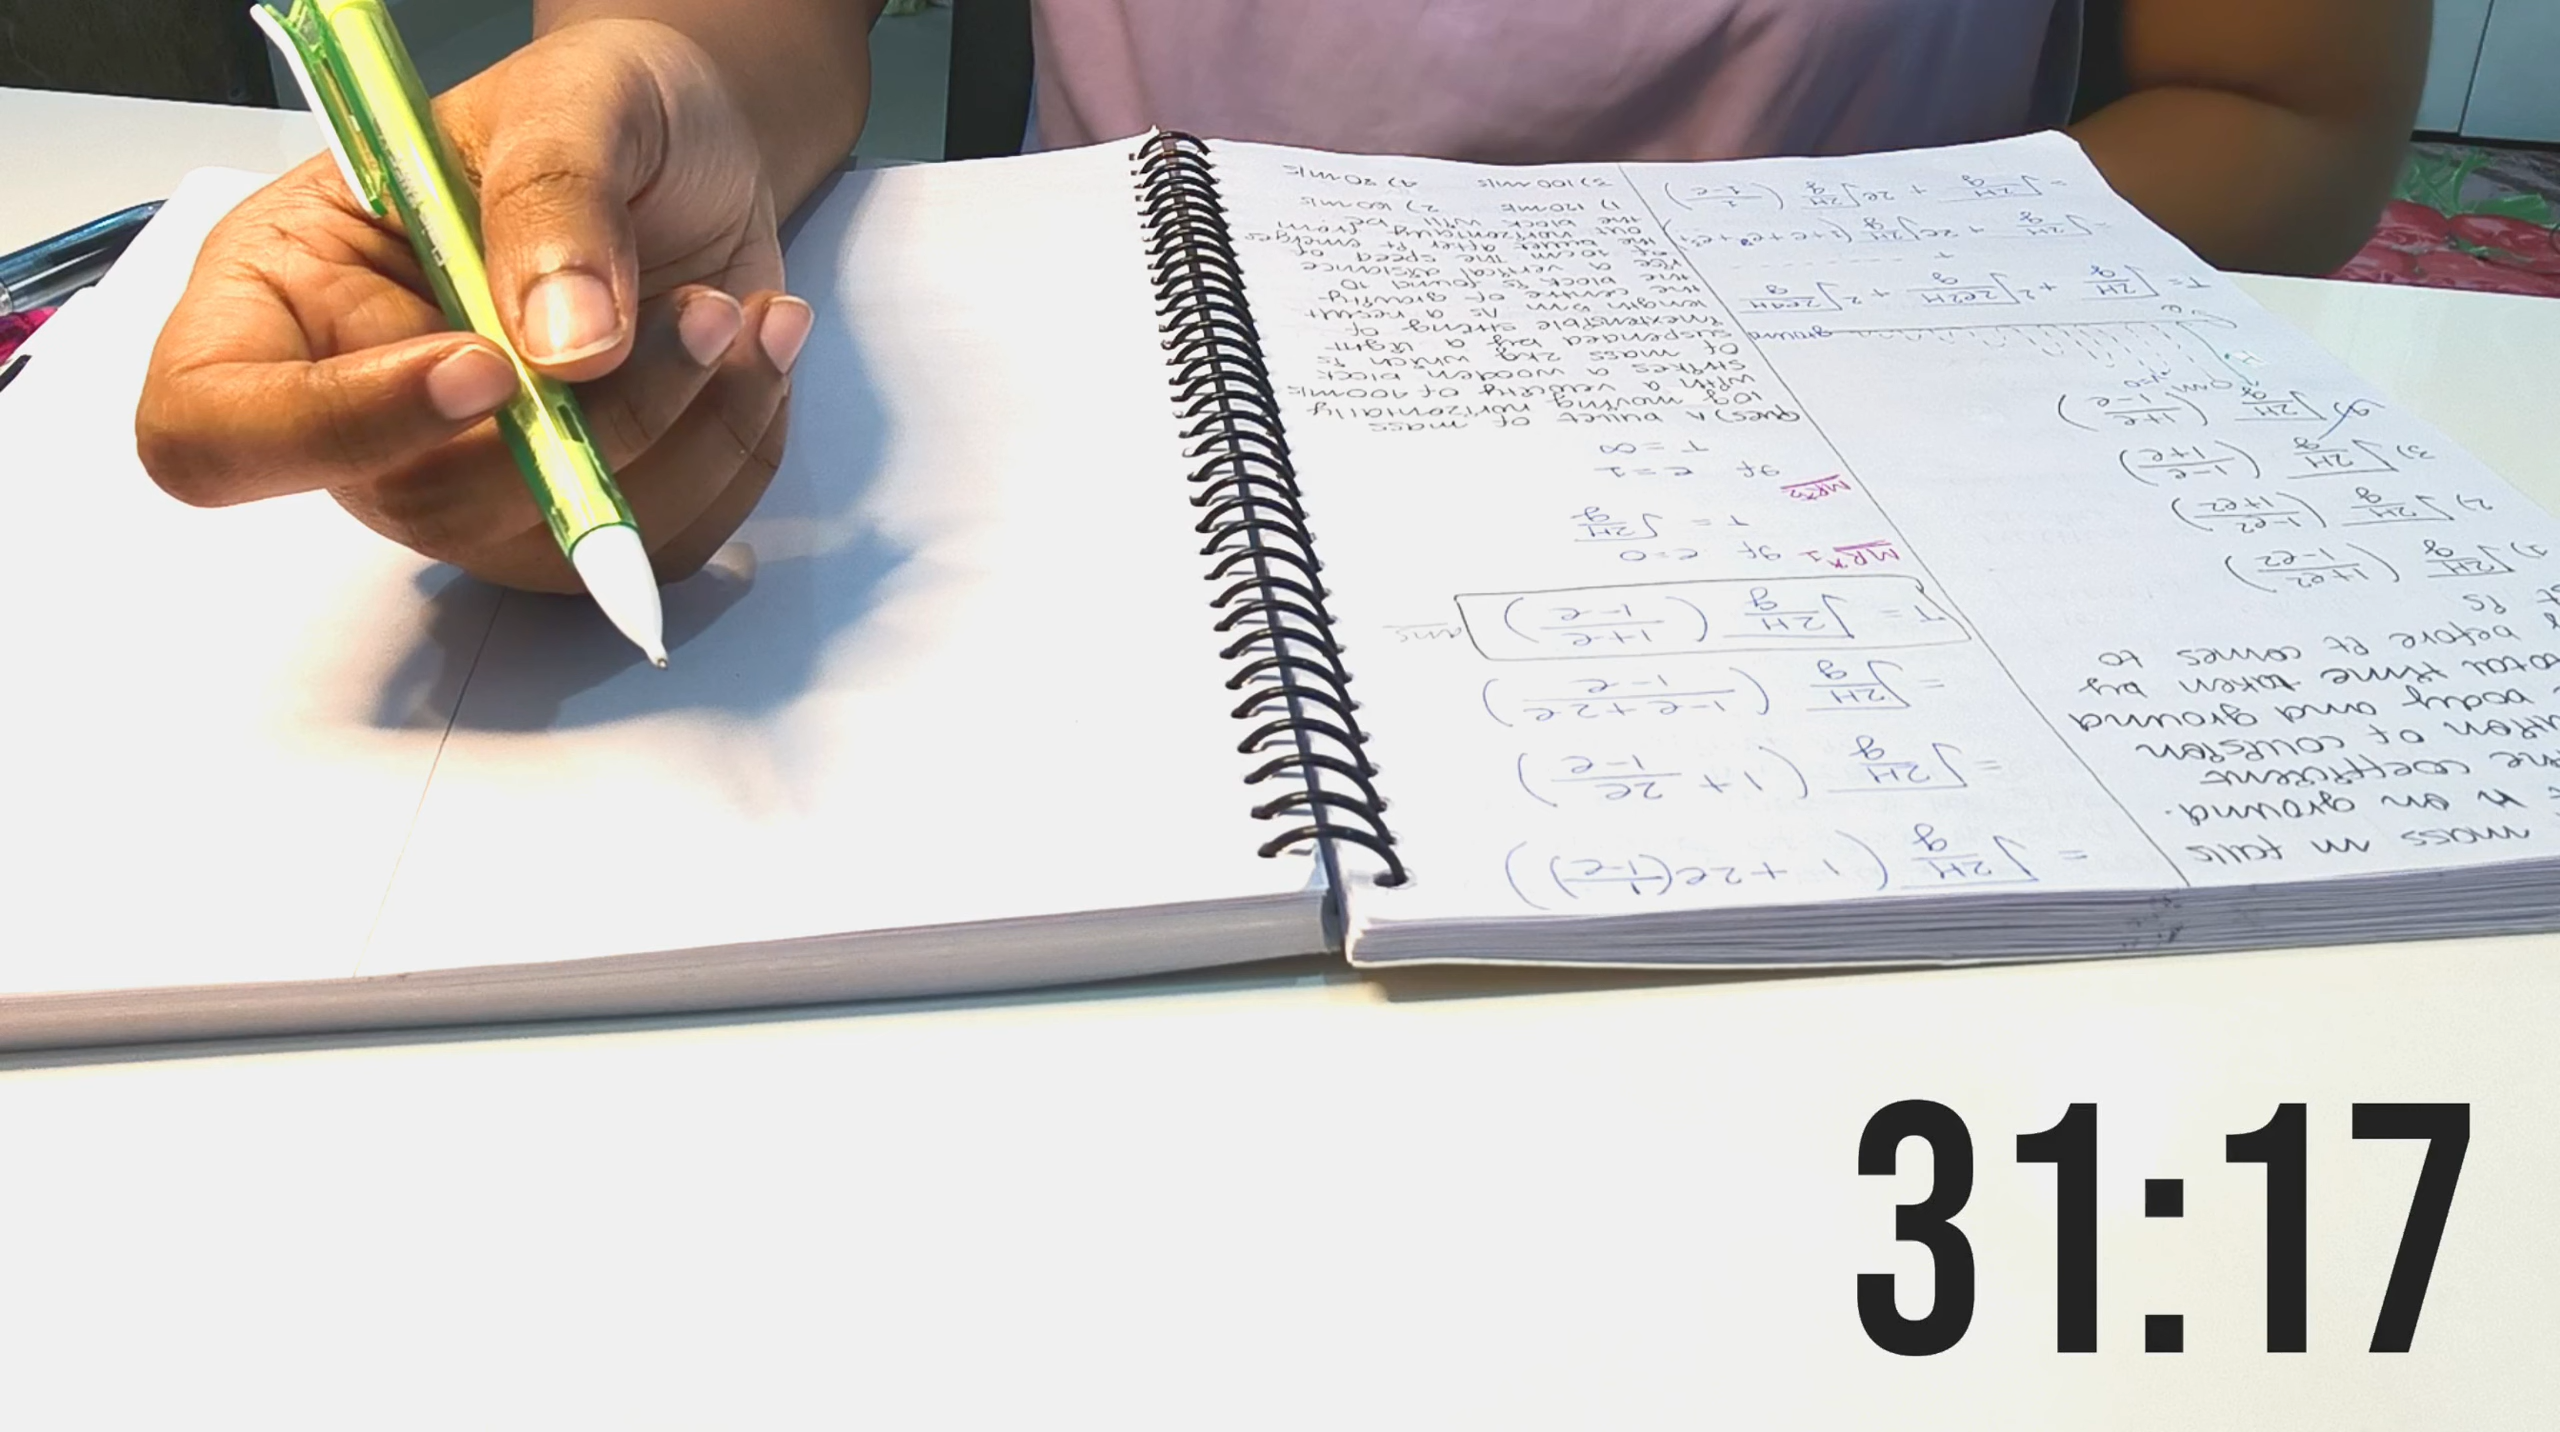 mass m falls
on ground.
coefficient
of collision
body and ground
total time taken by
before it comes to
is
1) √2H/g (1+e2/1-e2)
2) √2H/g (1-e2/1+e2)
3) √2H/g (1-e/1+e)
√2H/g (1+e/1-e)
ground
T = √2H/g + 2√2e2H/g + 2√2e4H/g
+ - - - - - - -
= √2H/g + 2e√2H/g (1+e+e2+e3+
= √2H/g + 2e√2H/g (1/1-e)
= √2H/g (1 + 2e(1/1-e))
= √2H/g (1 + 2e/1-e)
= √2H/g (1-e+2e/1-e)
T = √2H/g (1+e/1-e) ans
MR*1 If e=0
T = √2H/g
MR*2
If e = 1
T = ∞
Ques) A bullet of mass
10g moving horizontally
with a velocity of 400m/s
strikes a wooden block
of mass 2kg which is
suspended by a light
inextensible string of
length 5m As a result
the centre of gravity
the block is found to
rise a vertical distance
of 10cm The speed of
the bullet after it emerges
out horizontally from
the block will be
1) 120m/s 2) 160m/s
3) 100m/s 4) 80m/s
31:17